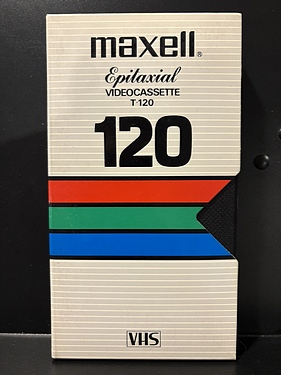 maxell®
Epitaxial
VIDEOCASSETTE
T-120
120
VHS